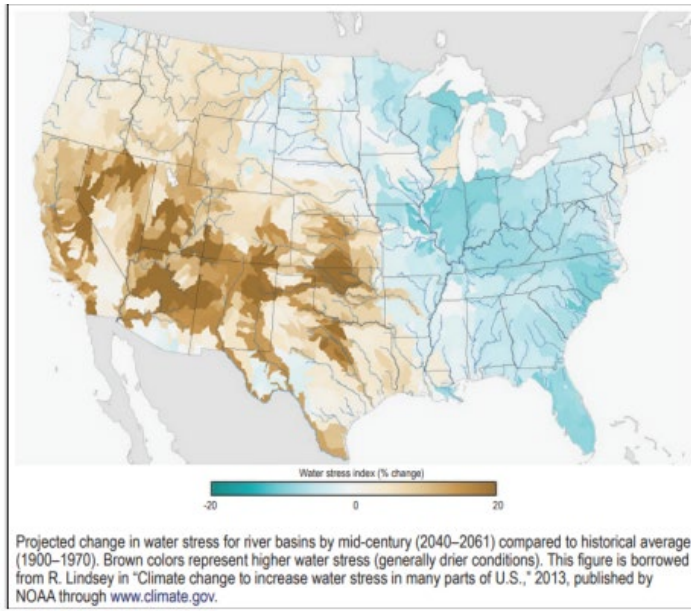 Water stress index (% change)
-20 0 20
Projected change in water stress for river basins by mid-century (2040–2061) compared to historical average
(1900–1970). Brown colors represent higher water stress (generally drier conditions). This figure is borrowed
from R. Lindsey in “Climate change to increase water stress in many parts of U.S.,” 2013, published by
NOAA through www.climate.gov.